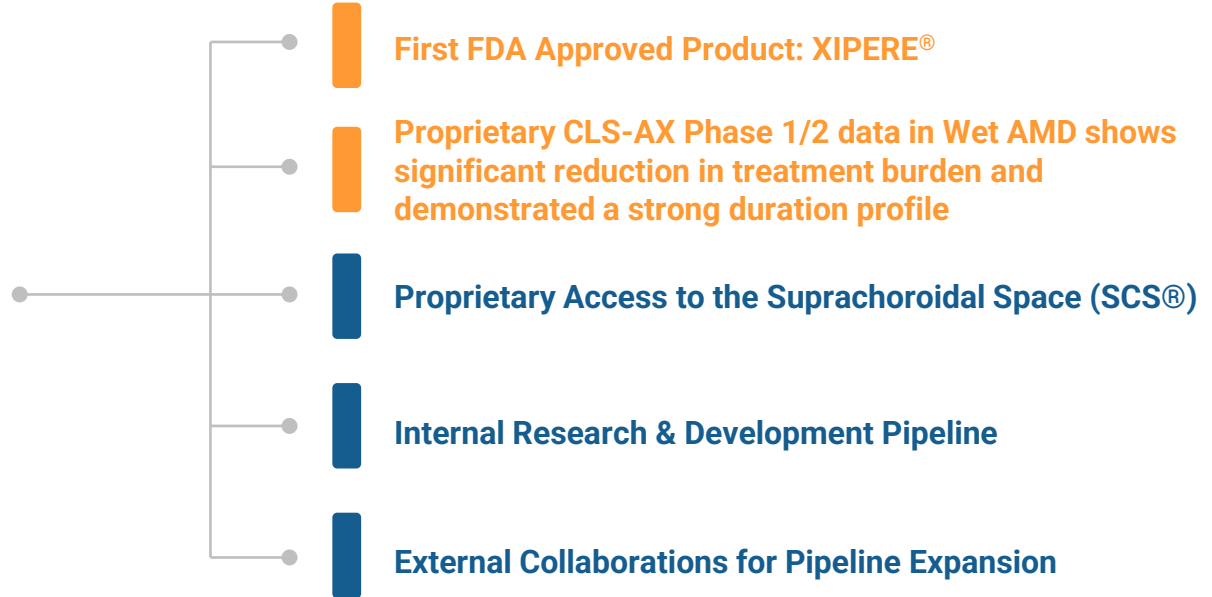 First FDA Approved Product: XIPERE®
Proprietary CLS-AX Phase 1/2 data in Wet AMD shows
significant reduction in treatment burden and
demonstrated a strong duration profile
Proprietary Access to the Suprachoroidal Space (SCS®)
Internal Research & Development Pipeline
External Collaborations for Pipeline Expansion